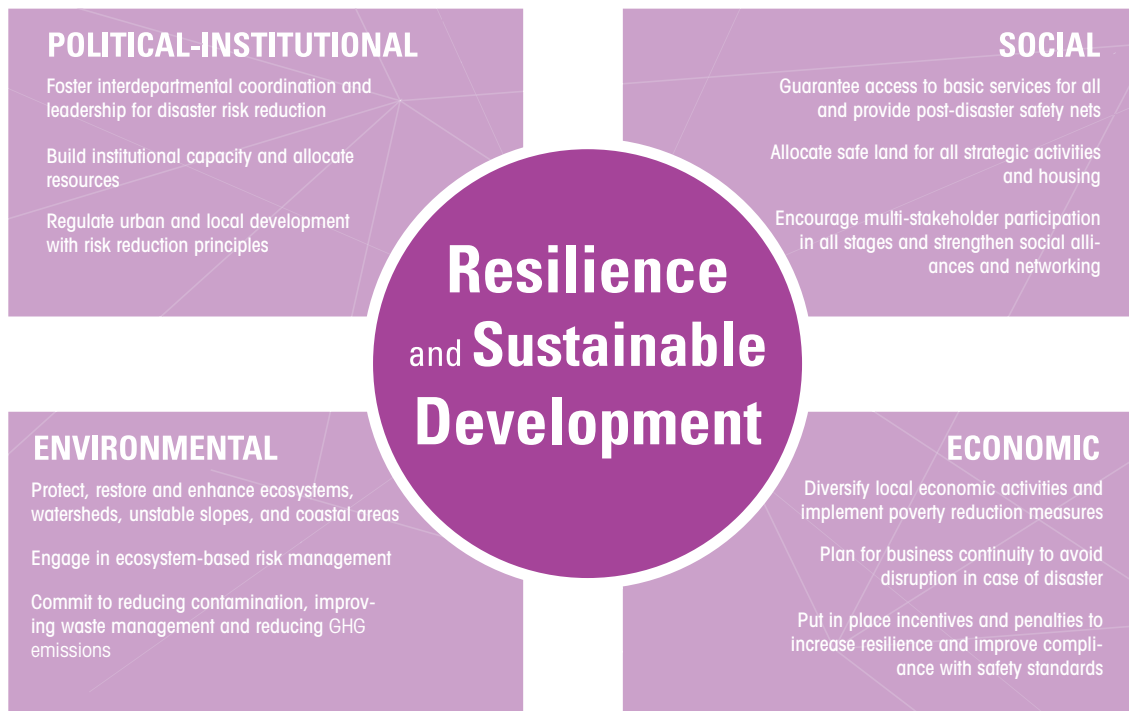 POLITICAL-INSTITUTIONAL
Foster interdepartmental coordination and
leadership for disaster risk reduction
Build institutional capacity and allocate
resources
Regulate urban and local development
with risk reduction principles
SOCIAL
Guarantee access to basic services for all
and provide post-disaster safety nets
Allocate safe land for all strategic activities
and housing
Encourage multi-stakeholder participation
in all stages and strengthen social alli-
ances and networking
Resilience
and Sustainable
Development
ENVIRONMENTAL
Protect, restore and enhance ecosystems,
watersheds, unstable slopes, and coastal areas
Engage in ecosystem-based risk management
Commit to reducing contamination, improv-
ing waste management and reducing GHG
emissions
ECONOMIC
Diversify local economic activities and
implement poverty reduction measures
Plan for business continuity to avoid
disruption in case of disaster
Put in place incentives and penalties to
increase resilience and improve compli-
ance with safety standards